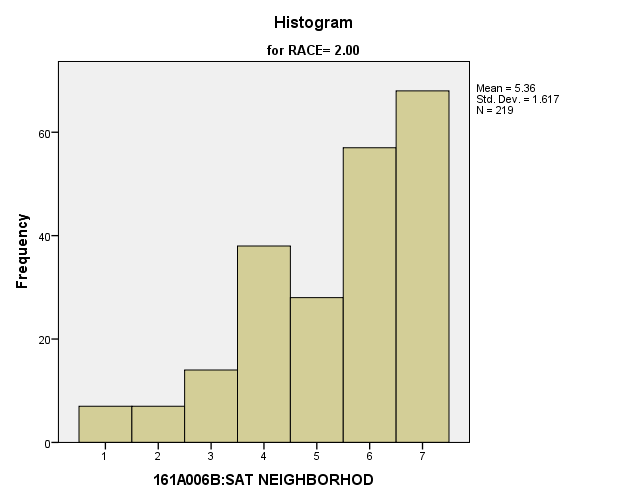 Histogram
for RACE= 2.00
Mean = 5.36
Std. Dev. = 1.617
N = 219
Frequency
60
40
20
0
1 2 3 4 5 6 7
161A006B:SAT NEIGHBORHOD